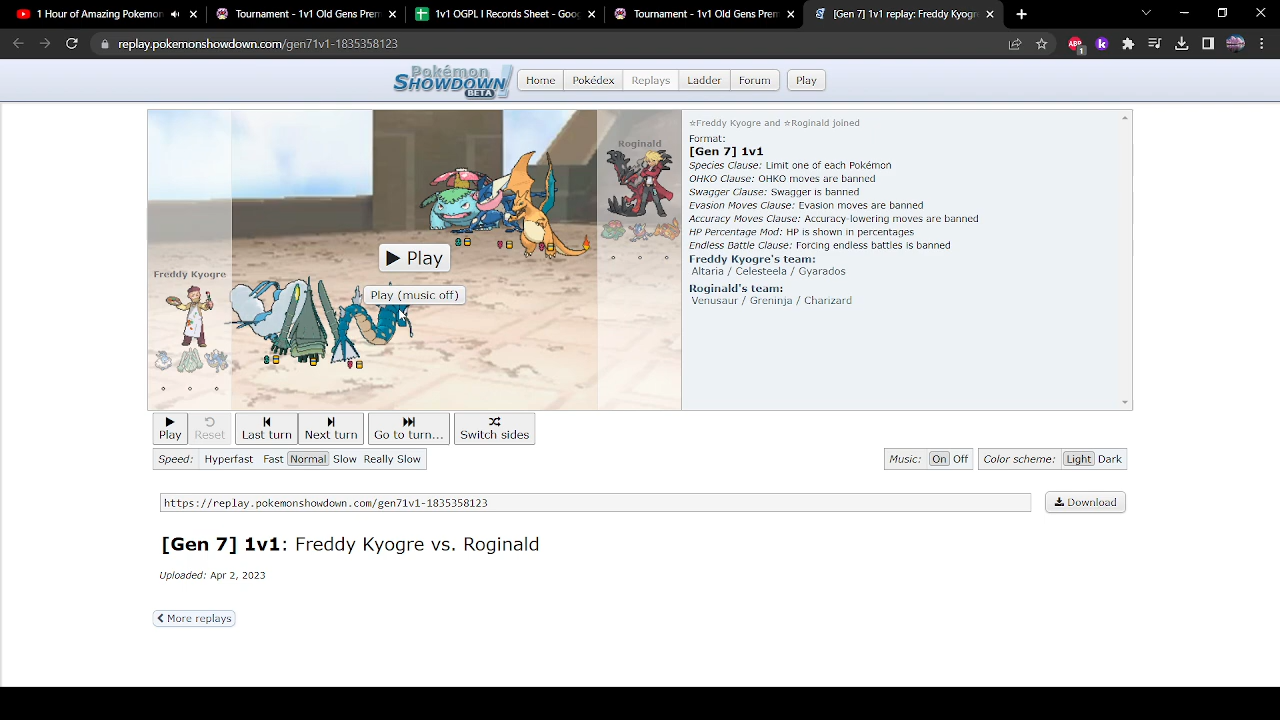 1 Hour of Amazing Pokemon
Tournament - 1v1 Old Gens Prem
1v1 OGPL I Records Sheet - Goo
Tournament - 1v1 Old Gens Prem
[Gen 7] 1v1 replay: Freddy Kyogre
replay.pokemonshowdown.com/gen71v1-1835358123
ABP
1
k
Pokémon
SHOWDOWN!
BETA
Home
Pokédex
Replays
Ladder
Forum
Play
Roginald
Freddy Kyogre
Play
Play (music off)
☆Freddy Kyogre and ☆Roginald joined
Format:
[Gen 7] 1v1
Species Clause: Limit one of each Pokémon
OHKO Clause: OHKO moves are banned
Swagger Clause: Swagger is banned
Evasion Moves Clause: Evasion moves are banned
Accuracy Moves Clause: Accuracy-lowering moves are banned
HP Percentage Mod: HP is shown in percentages
Endless Battle Clause: Forcing endless battles is banned
Freddy Kyogre's team:
Altaria / Celesteela / Gyarados
Roginald's team:
Venusaur / Greninja / Charizard
Play
Reset
Last turn
Next turn
Go to turn...
Switch sides
Speed: Hyperfast Fast Normal Slow Really Slow
Music: On Off
Color scheme: Light Dark
https://replay.pokemonshowdown.com/gen71v1-1835358123
Download
[Gen 7] 1v1: Freddy Kyogre vs. Roginald
Uploaded: Apr 2, 2023
More replays